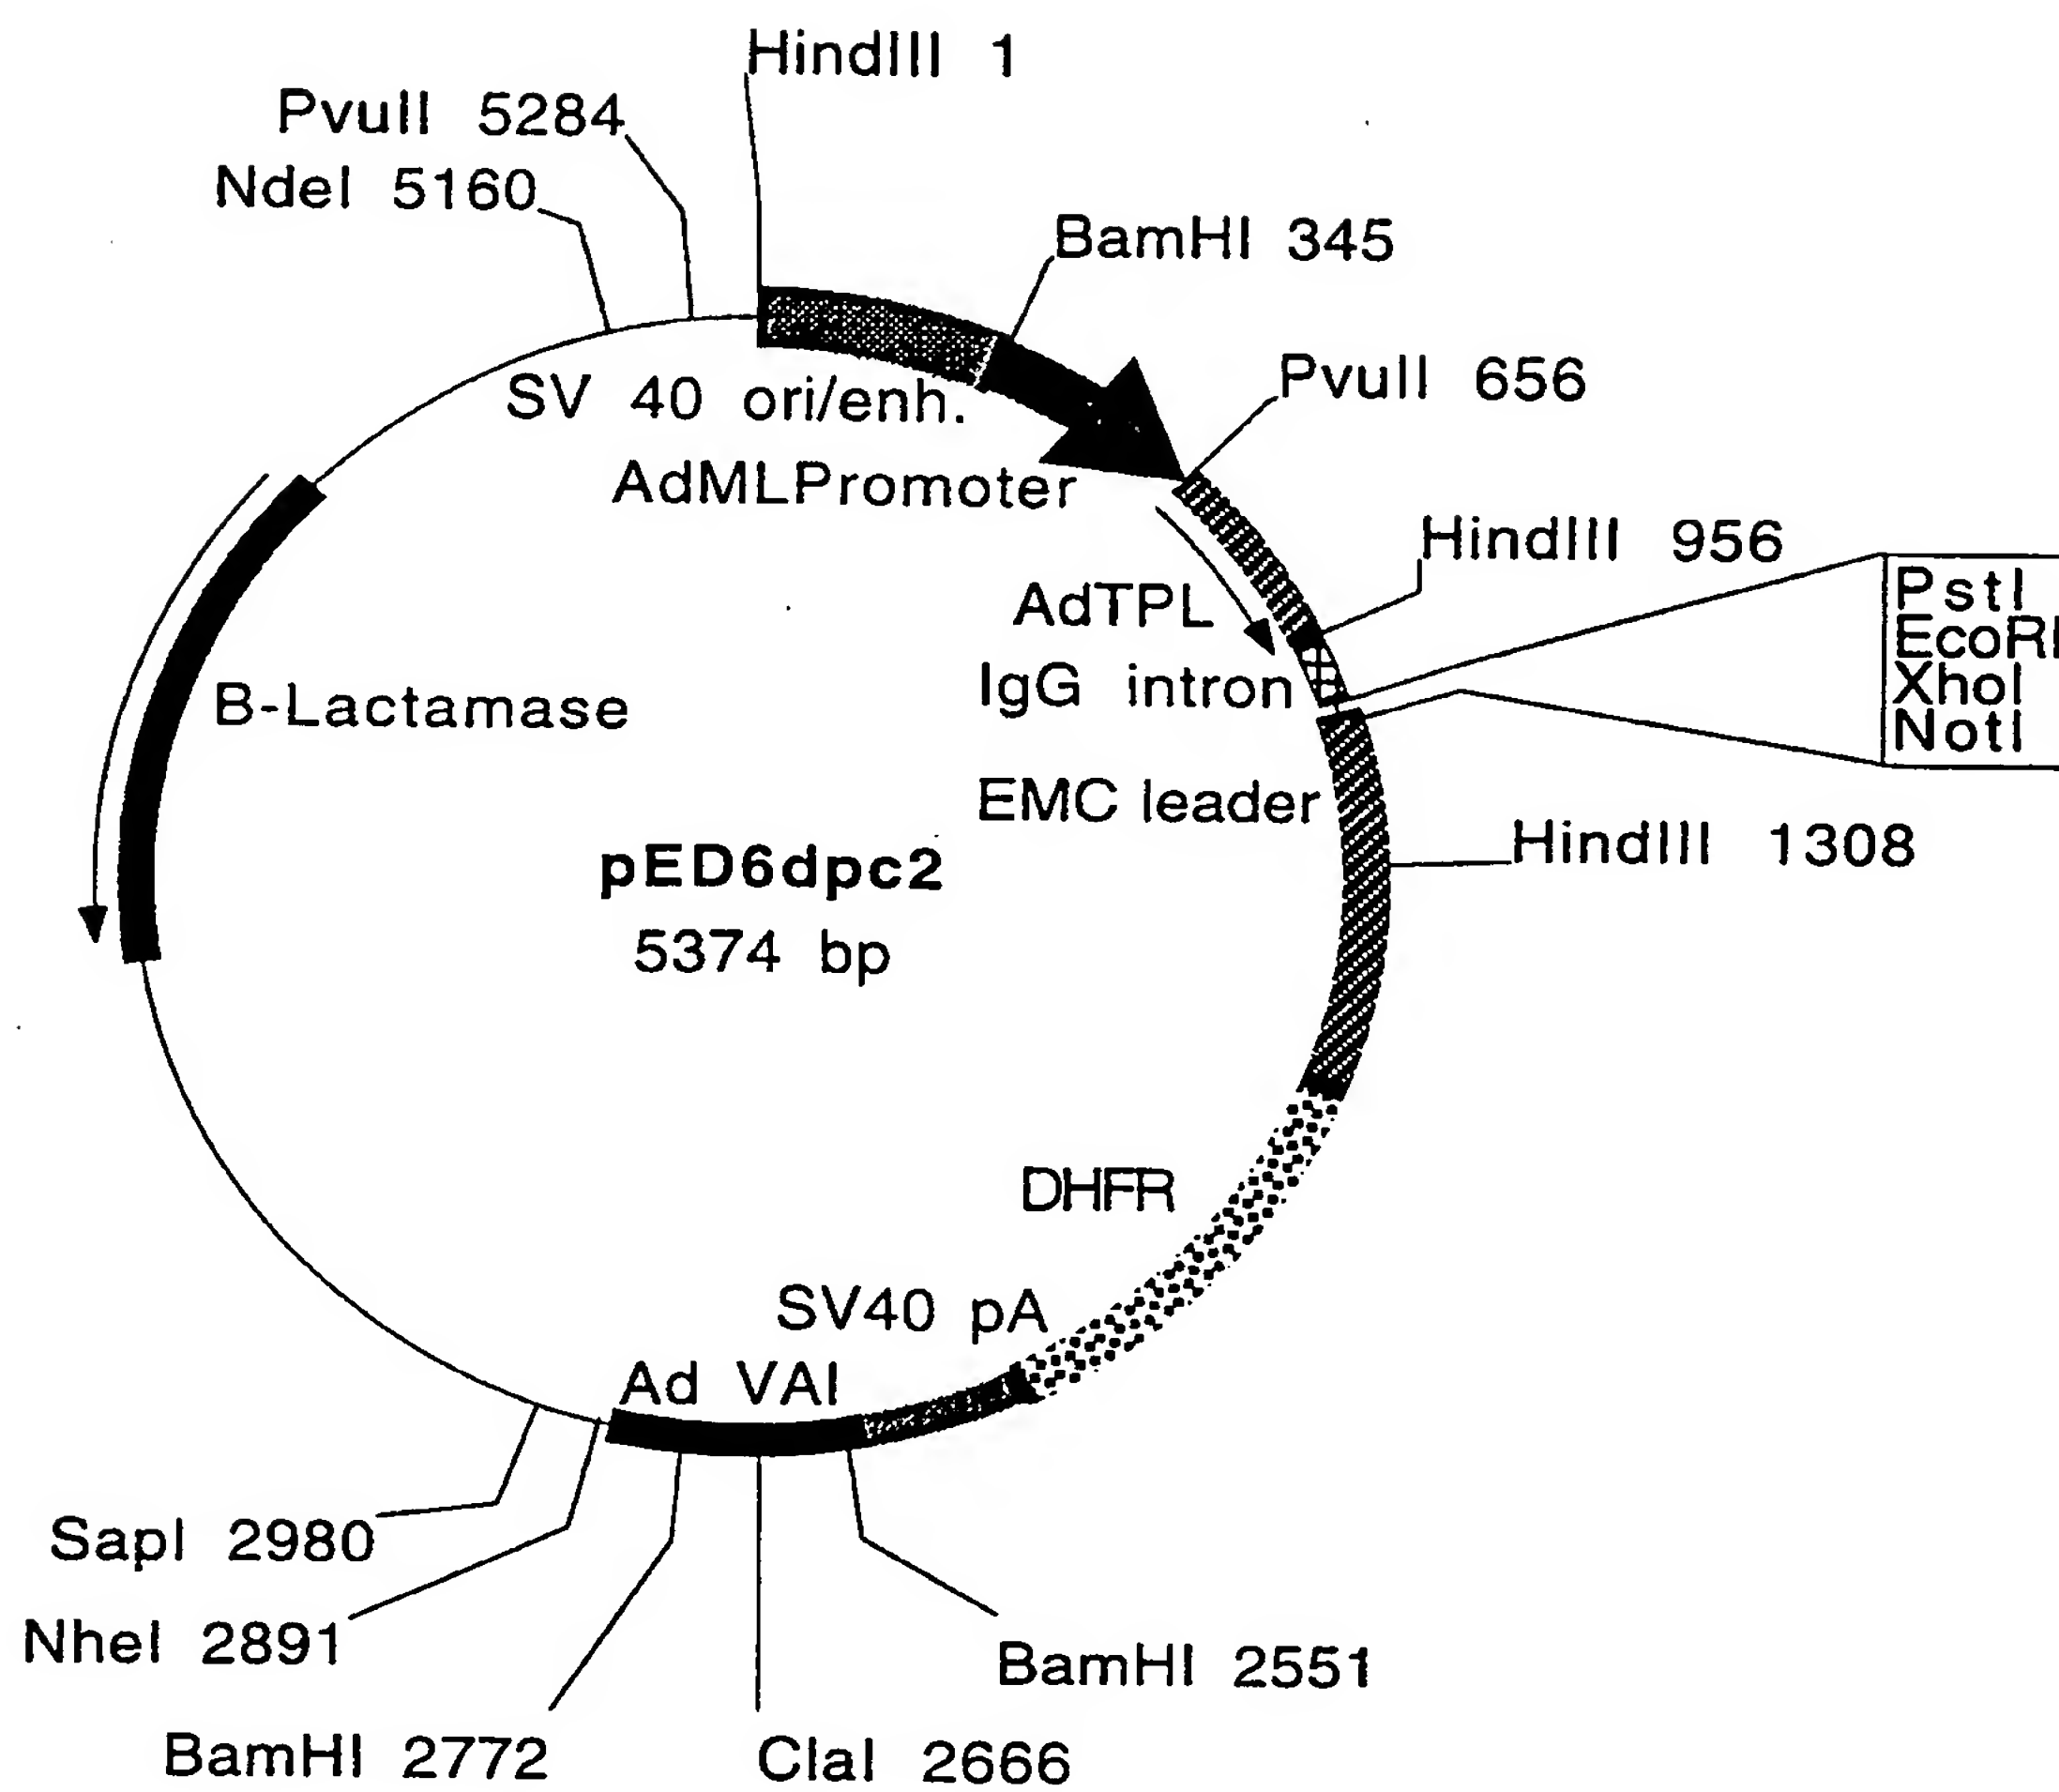 HindIII 1
PvuII 5284
NdeI 5160
BamHI 345
SV 40 ori/enh.
PvuII 656
AdMLPromoter
HindIII 956
PstI
EcoRI
XhoI
NotI
AdTPL
IgG intron
B-Lactamase
EMC leader
HindIII 1308
pED6dpc2
5374 bp
DHFR
SV40 pA
Ad VAI
SapI 2980
NheI 2891
BamHI 2551
BamHI 2772
ClaI 2666